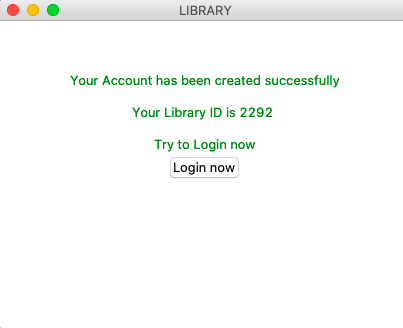 LIBRARY
Your Account has been created successfully
Your Library ID is 2292
Try to Login now
Login now